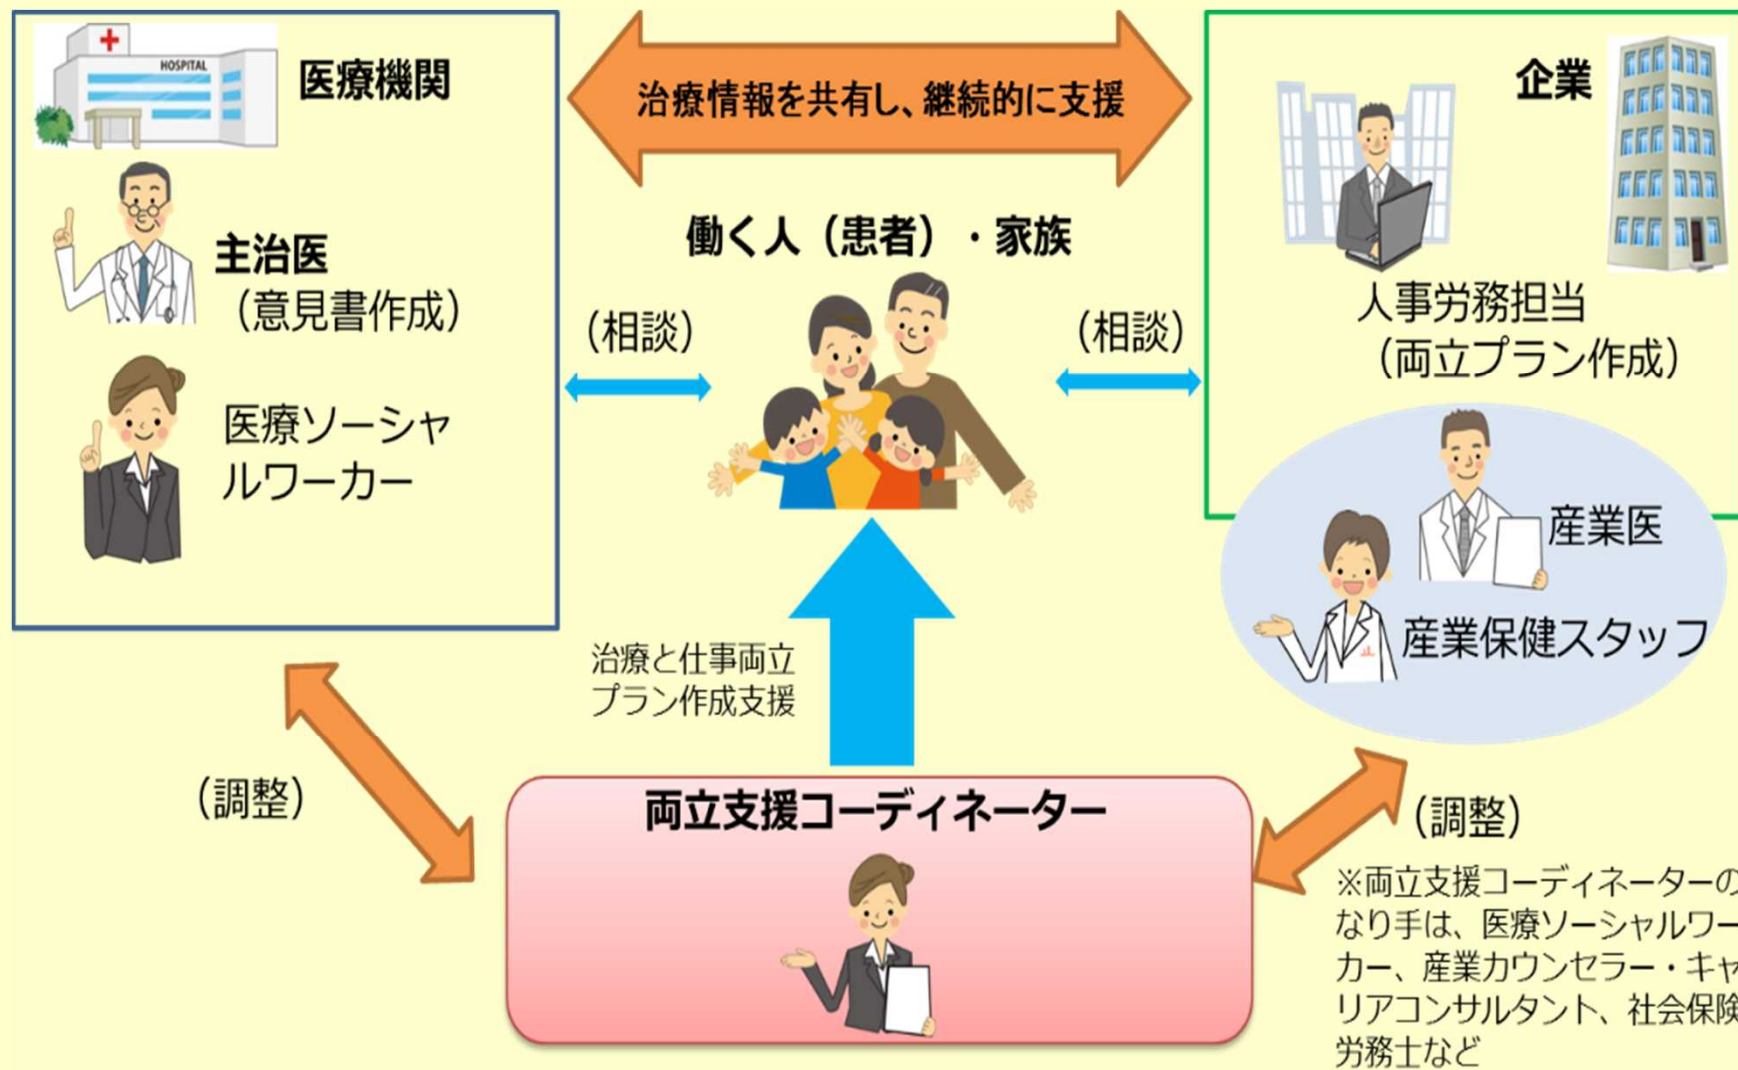 HOSPITAL
医療機関
主治医
（意見書作成）
医療ソーシャ
ルワーカー
治療情報を共有し、継続的に支援
働く人（患者）・家族
（相談）
（相談）
企業
人事労務担当
（両立プラン作成）
産業医
産業保健スタッフ
治療と仕事両立
プラン作成支援
（調整）
両立支援コーディネーター
（調整）
※両立支援コーディネーターの
なり手は、医療ソーシャルワー
カー、産業カウンセラー・キャ
リアコンサルタント、社会保険
労務士など